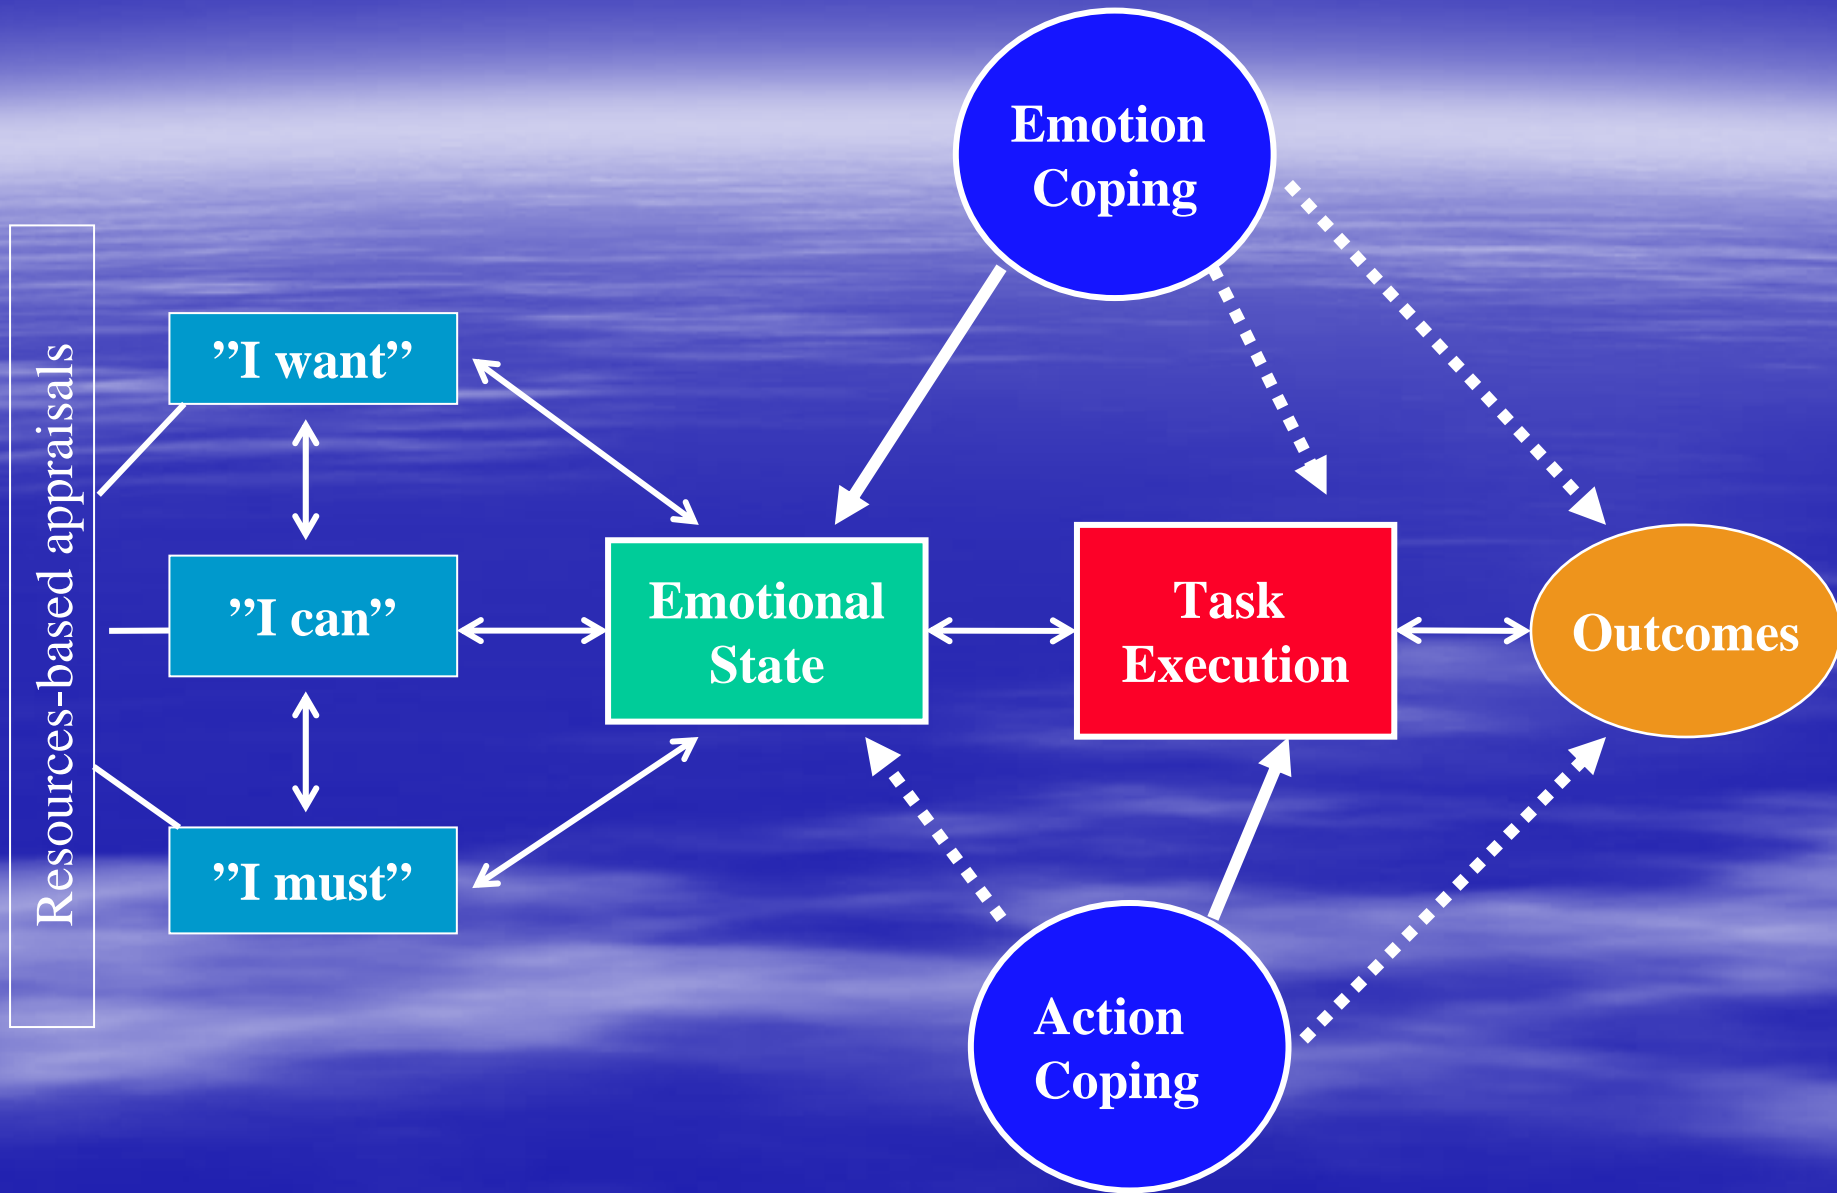 Emotion
Coping
Resources-based appraisals
”I want”
”I can”
”I must”
Emotional
State
Task
Execution
Outcomes
Action
Coping